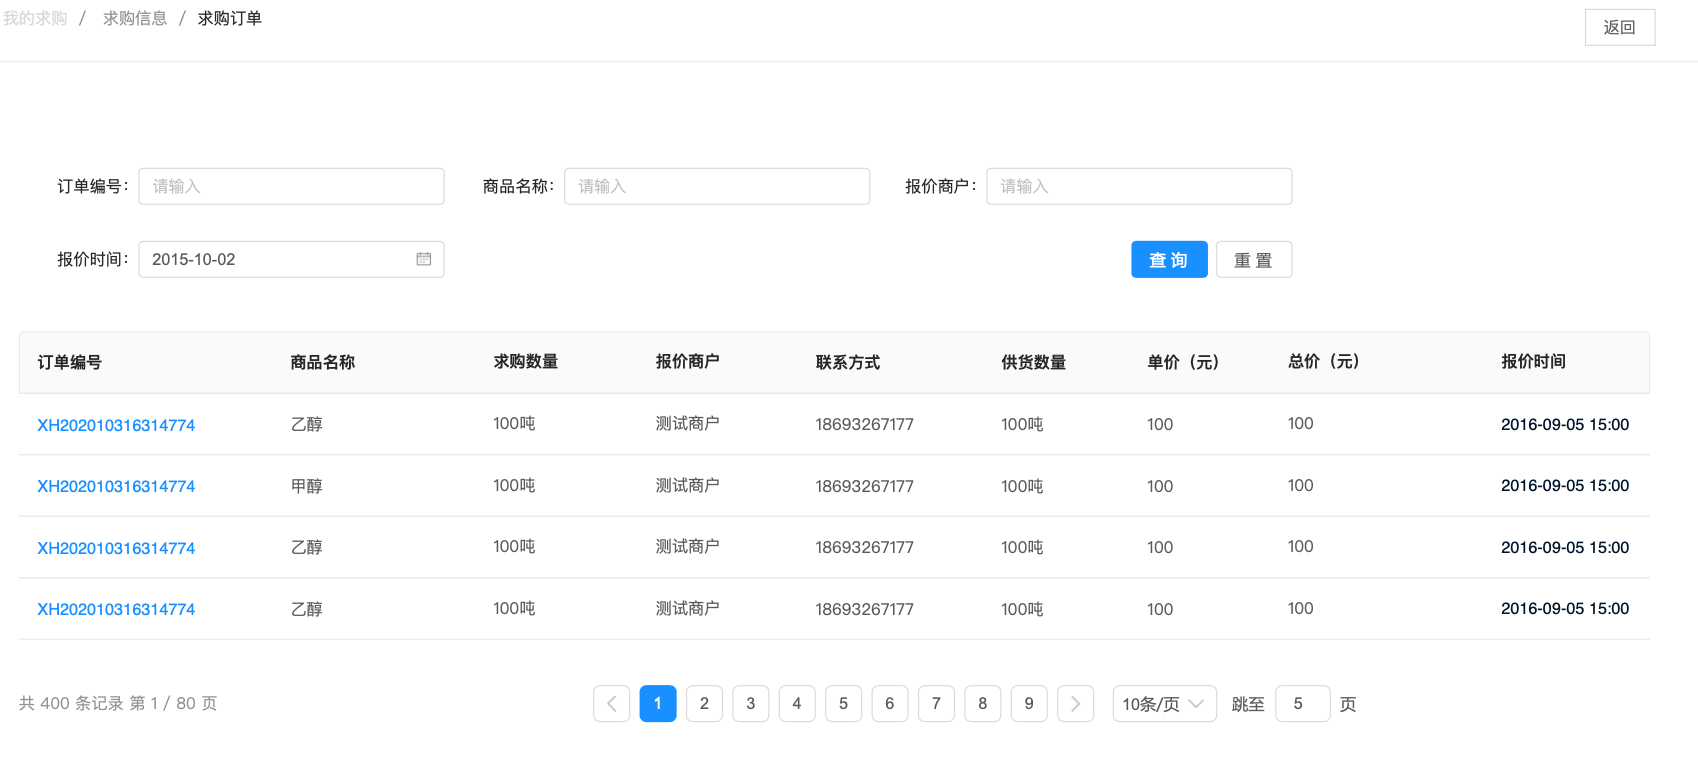 我的求购 / 求购信息 / 求购订单
返回
订单编号: 请输入 商品名称: 请输入 报价商户: 请输入
报价时间: 2015-10-02 查 询 重 置
订单编号 商品名称 求购数量 报价商户 联系方式 供货数量 单价（元） 总价（元） 报价时间
XH202010316314774 乙醇 100吨 测试商户 18693267177 100吨 100 100 2016-09-05 15:00
XH202010316314774 甲醇 100吨 测试商户 18693267177 100吨 100 100 2016-09-05 15:00
XH202010316314774 乙醇 100吨 测试商户 18693267177 100吨 100 100 2016-09-05 15:00
XH202010316314774 乙醇 100吨 测试商户 18693267177 100吨 100 100 2016-09-05 15:00
共 400 条记录 第 1 / 80 页 1 2 3 4 5 6 7 8 9 10条/页 跳至 5 页